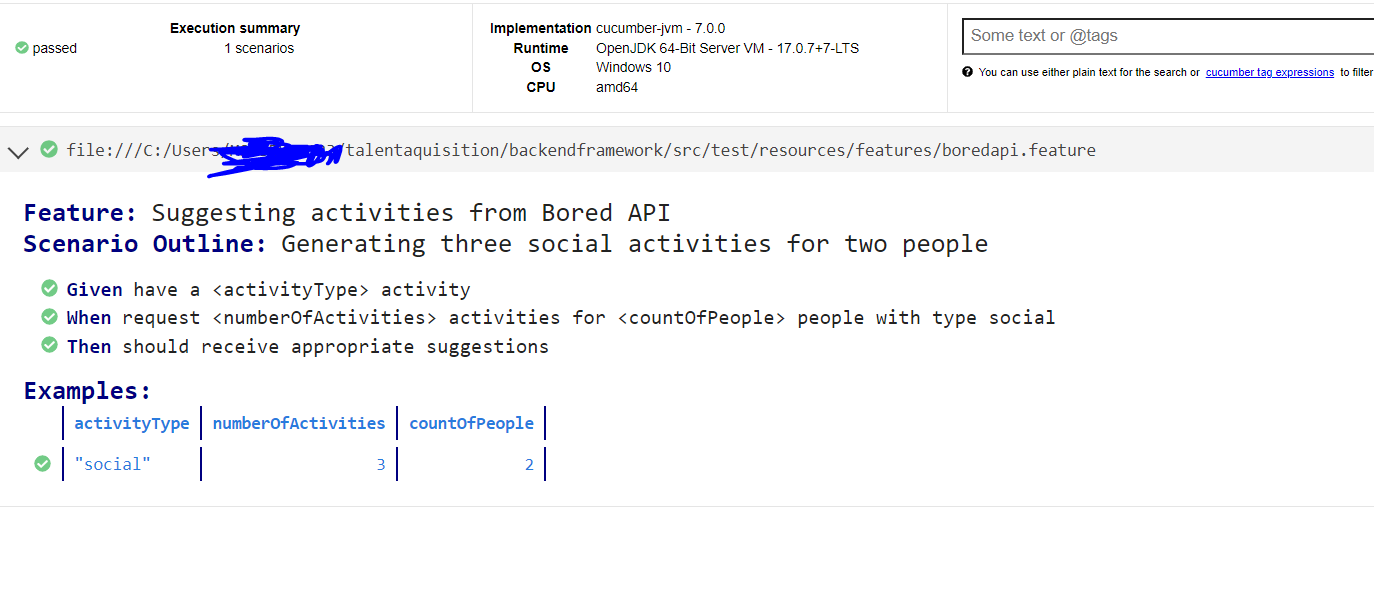 Execution summary
passed
1 scenarios
Implementation cucumber-jvm - 7.0.0
Runtime OpenJDK 64-Bit Server VM - 17.0.7+7-LTS
OS Windows 10
CPU amd64
Some text or @tags
You can use either plain text for the search or cucumber tag expressions to filter
file:///C:/Users/ /talentaquisition/backendframework/src/test/resources/features/boredapi.feature
Feature: Suggesting activities from Bored API
Scenario Outline: Generating three social activities for two people
Given have a <activityType> activity
When request <numberOfActivities> activities for <countOfPeople> people with type social
Then should receive appropriate suggestions
Examples:
activityType numberOfActivities countOfPeople
"social" 3 2